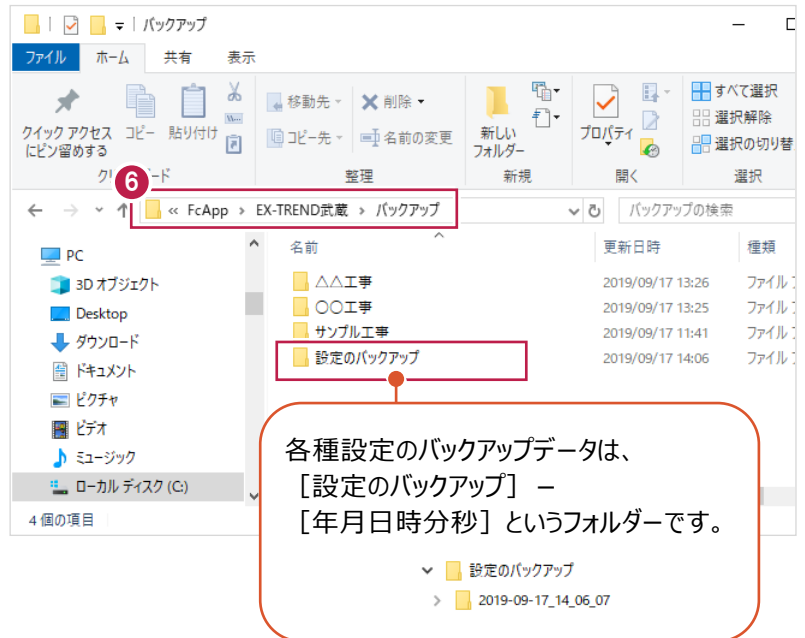 バックアップ
ファイル ホーム 共有 表示
クイック アクセス
にピン留めする
コピー
貼り付け
移動先
コピー先
削除
名前の変更
新しい
フォルダー
プロパティ
すべて選択
選択解除
選択の切り替
整理 新規 開く 選択
6
« FcApp › EX-TREND武蔵 › バックアップ
バックアップの検索
PC
3D オブジェクト
Desktop
ダウンロード
ドキュメント
ピクチャ
ビデオ
ミュージック
ローカル ディスク (C:)
名前 更新日時 種類
△△工事 2019/09/17 13:26 ファイル
〇〇工事 2019/09/17 13:25 ファイル
サンプル工事 2019/09/17 11:41 ファイル
設定のバックアップ 2019/09/17 14:06 ファイル
4 個の項目
各種設定のバックアップデータは、
［設定のバックアップ］－
［年月日時分秒］というフォルダーです。
設定のバックアップ
2019-09-17_14_06_07